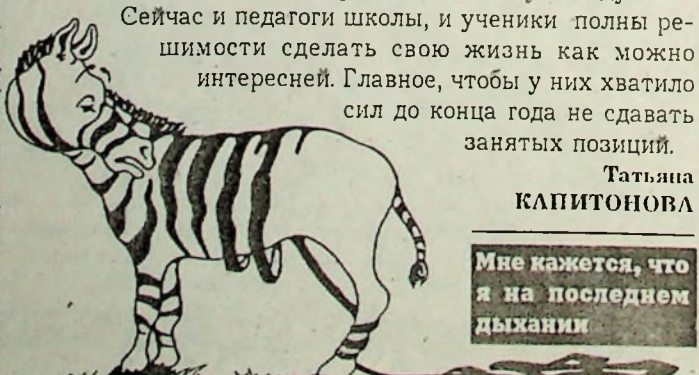 Сейчас и педагоги школы, и ученики полны ре-
шимости сделать свою жизнь как можно
интересней. Главное, чтобы у них хватило
сил до конца года не сдавать
занятых позиций.
Татьяна
КАПИТОНОВА
Мне кажется, что
я на последнем
дыхании